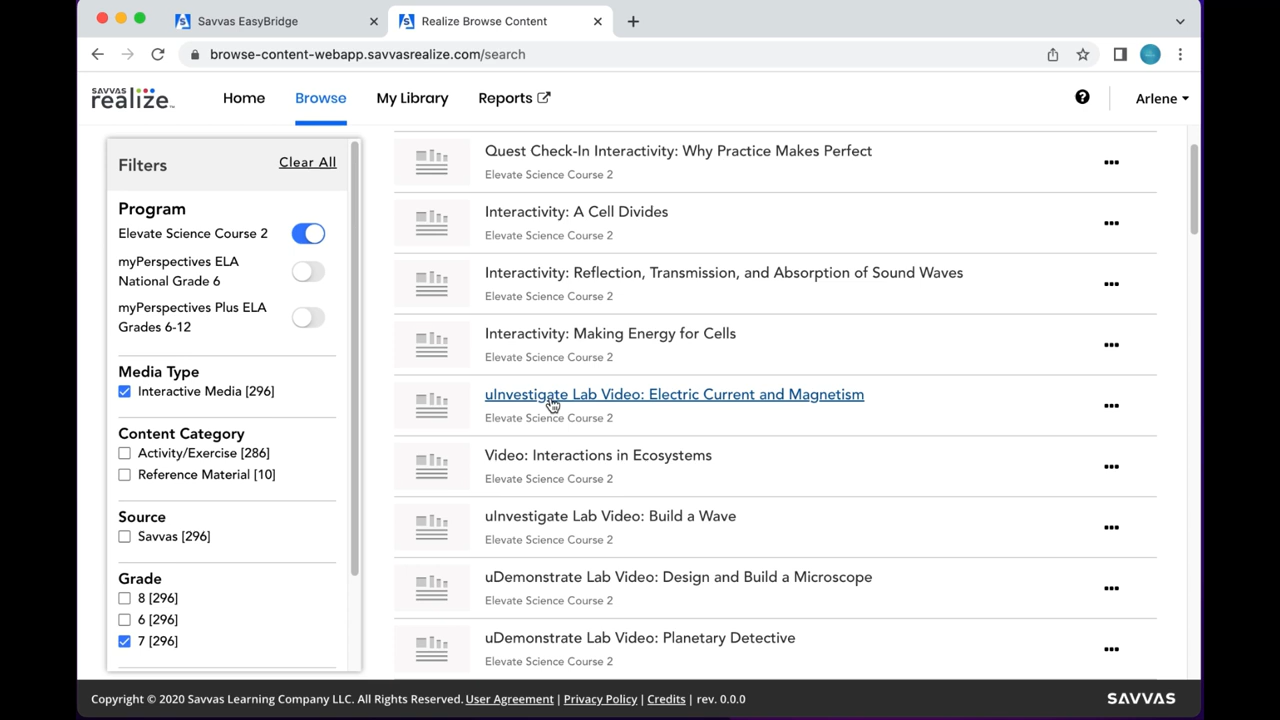 Savvas EasyBridge
Realize Browse Content
browse-content-webapp.savvasrealize.com/search
SAVVAS
realize™
Home
Browse
My Library
Reports
Arlene
Filters
Clear All
Program
Elevate Science Course 2
myPerspectives ELA
National Grade 6
myPerspectives Plus ELA
Grades 6-12
Media Type
Interactive Media [296]
Content Category
Activity/Exercise [286]
Reference Material [10]
Source
Savvas [296]
Grade
8 [296]
6 [296]
7 [296]
Quest Check-In Interactivity: Why Practice Makes Perfect
Elevate Science Course 2
Interactivity: A Cell Divides
Elevate Science Course 2
Interactivity: Reflection, Transmission, and Absorption of Sound Waves
Elevate Science Course 2
Interactivity: Making Energy for Cells
Elevate Science Course 2
uInvestigate Lab Video: Electric Current and Magnetism
Elevate Science Course 2
Video: Interactions in Ecosystems
Elevate Science Course 2
uInvestigate Lab Video: Build a Wave
Elevate Science Course 2
uDemonstrate Lab Video: Design and Build a Microscope
Elevate Science Course 2
uDemonstrate Lab Video: Planetary Detective
Elevate Science Course 2
Copyright © 2020 Savvas Learning Company LLC. All Rights Reserved. User Agreement | Privacy Policy | Credits | rev. 0.0.0
SAVVAS